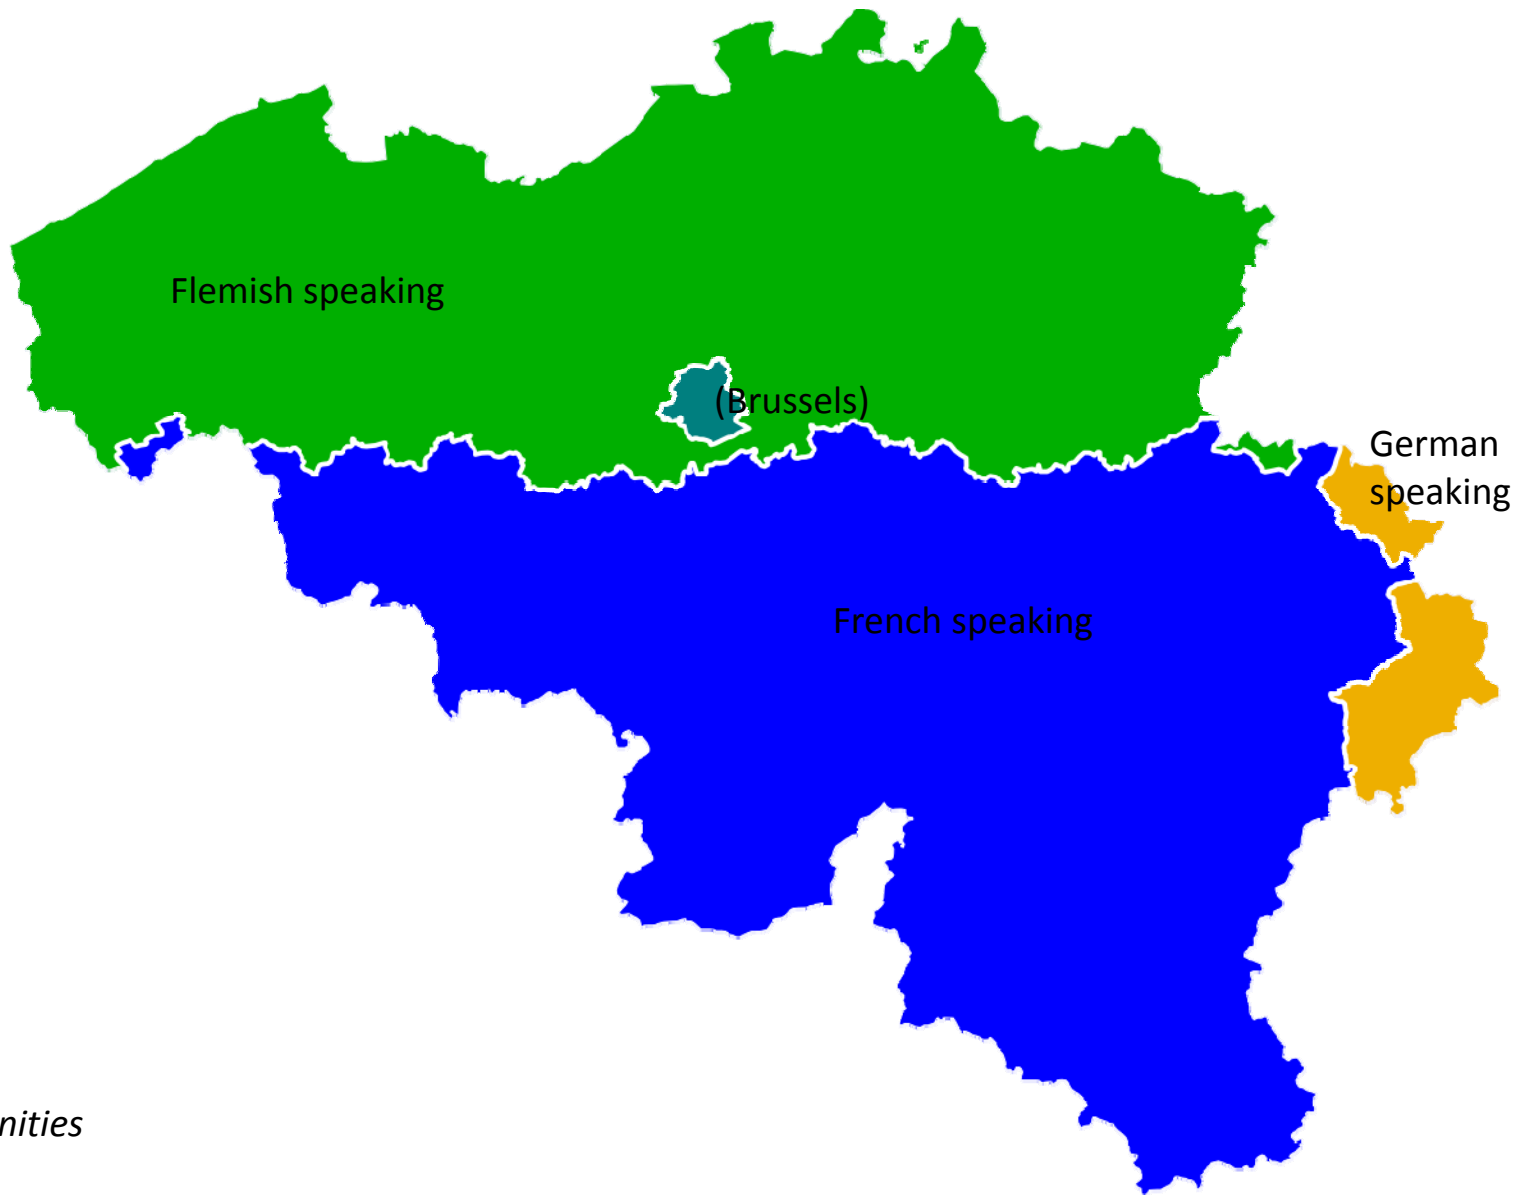 Flemish speaking
(Brussels)
German
speaking
French speaking
nities